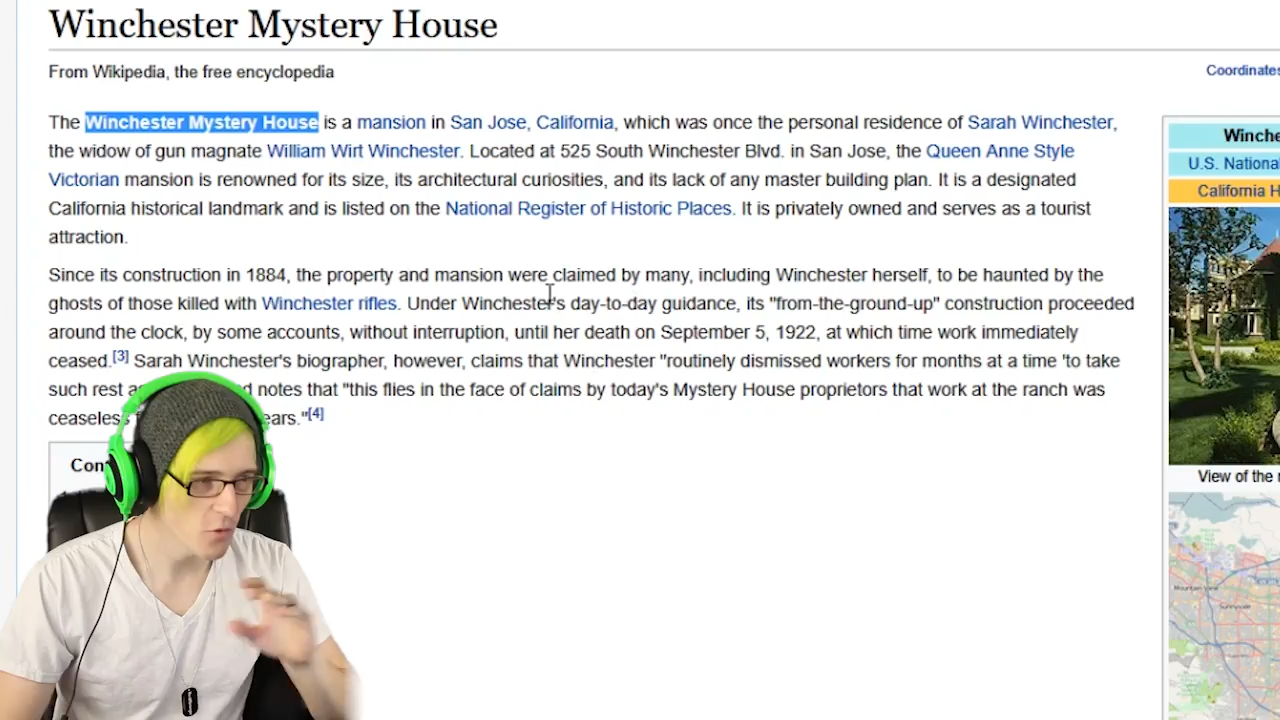 Winchester Mystery House
From Wikipedia, the free encyclopedia
Coordinates
The Winchester Mystery House is a mansion in San Jose, California, which was once the personal residence of Sarah Winchester,
the widow of gun magnate William Wirt Winchester. Located at 525 South Winchester Blvd. in San Jose, the Queen Anne Style
Victorian mansion is renowned for its size, its architectural curiosities, and its lack of any master building plan. It is a designated
California historical landmark and is listed on the National Register of Historic Places. It is privately owned and serves as a tourist
attraction.
Since its construction in 1884, the property and mansion were claimed by many, including Winchester herself, to be haunted by the
ghosts of those killed with Winchester rifles. Under Winchester's day-to-day guidance, its "from-the-ground-up" construction proceeded
around the clock, by some accounts, without interruption, until her death on September 5, 1922, at which time work immediately
ceased.[3] Sarah Winchester's biographer, however, claims that Winchester "routinely dismissed workers for months at a time 'to take
such rest notes that "this flies in the face of claims by today's Mystery House proprietors that work at the ranch was
ceaseless ears."[4]
Con
Winche
U.S. National
California H
View of the
Mountain View
Sunnyvale